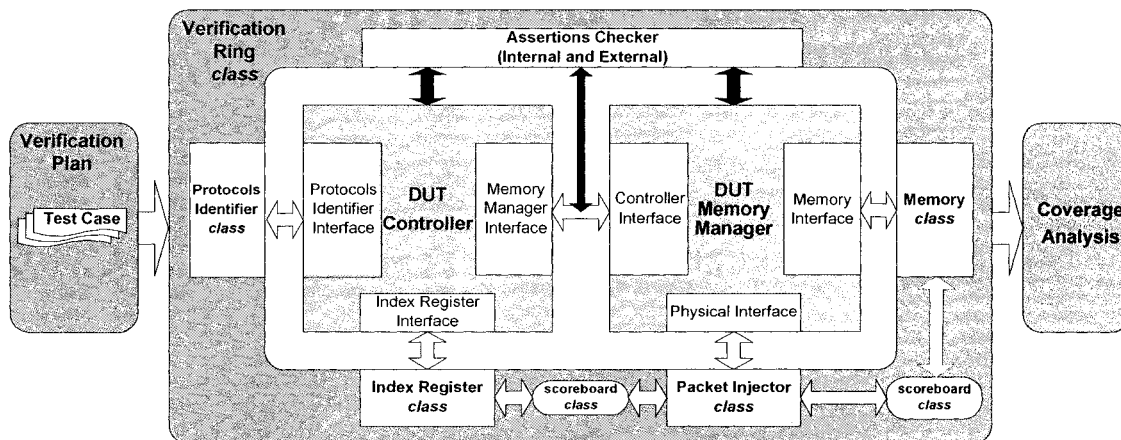 Verification
Ring
class
Assertions Checker
(Internal and External)
Verification
Plan
Test Case
Protocols
Identifier
class
Protocols
Identifier
Interface
DUT
Controller
Memory
Manager
Interface
Controller
Interface
DUT
Memory
Manager
Memory
Interface
Memory
class
Coverage
Analysis
Index Register
Interface
Physical Interface
Index Register
class
scoreboard
class
Packet Injector
class
scoreboard
class